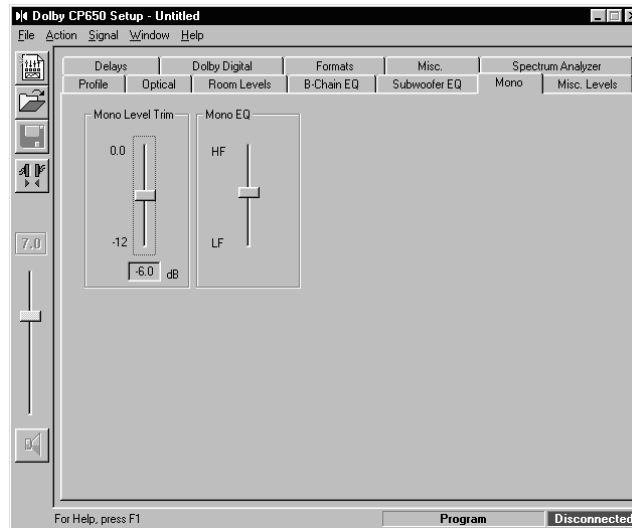 Dolby CP650 Setup - Untitled
File Action Signal Window Help
Delays Dolby Digital Formats Misc. Spectrum Analyzer
Profile Optical Room Levels B-Chain EQ Subwoofer EQ Mono Misc. Levels
Mono Level Trim Mono EQ
0.0 HF
-12 LF
-6.0 dB
7.0
For Help, press F1 Program Disconnected